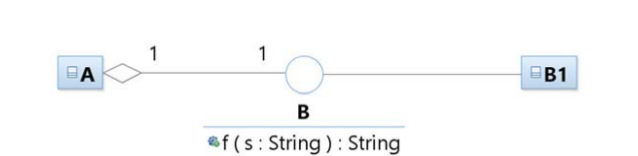 1 1
A B1
B
f ( s : String ) : String